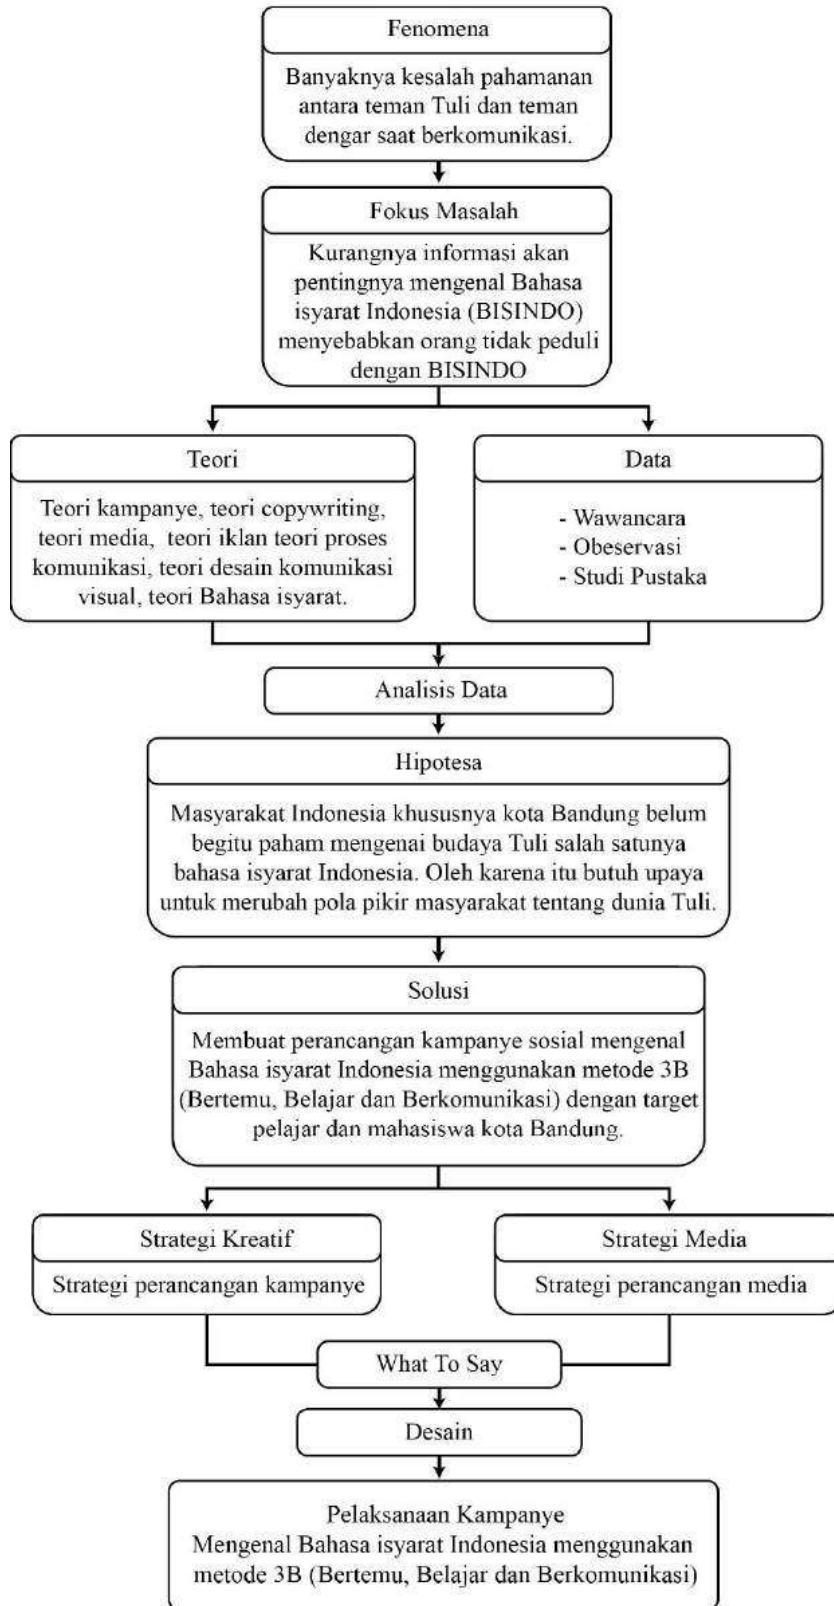 Fenomena
Banyaknya kesalah pahamanan
antara teman Tuli dan teman
dengar saat berkomunikasi.
Fokus Masalah
Kurangnya informasi akan
pentingnya mengenal Bahasa
isyarat Indonesia (BISINDO)
menyebabkan orang tidak peduli
dengan BISINDO
Teori
Teori kampanye, teori copywriting,
teori media, teori iklan teori proses
komunikasi, teori desain komunikasi
visual, teori Bahasa isyarat.
Data
- Wawancara
- Obeservasi
- Studi Pustaka
Analisis Data
Hipotesa
Masyarakat Indonesia khususnya kota Bandung belum
begitu paham mengenai budaya Tuli salah satunya
bahasa isyarat Indonesia. Oleh karena itu butuh upaya
untuk merubah pola pikir masyarakat tentang dunia Tuli.
Solusi
Membuat perancangan kampanye sosial mengenal
Bahasa isyarat Indonesia menggunakan metode 3B
(Bertemu, Belajar dan Berkomunikasi) dengan target
pelajar dan mahasiswa kota Bandung.
Strategi Kreatif
Strategi perancangan kampanye
Strategi Media
Strategi perancangan media
What To Say
Desain
Pelaksanaan Kampanye
Mengenal Bahasa isyarat Indonesia menggunakan
metode 3B (Bertemu, Belajar dan Berkomunikasi)